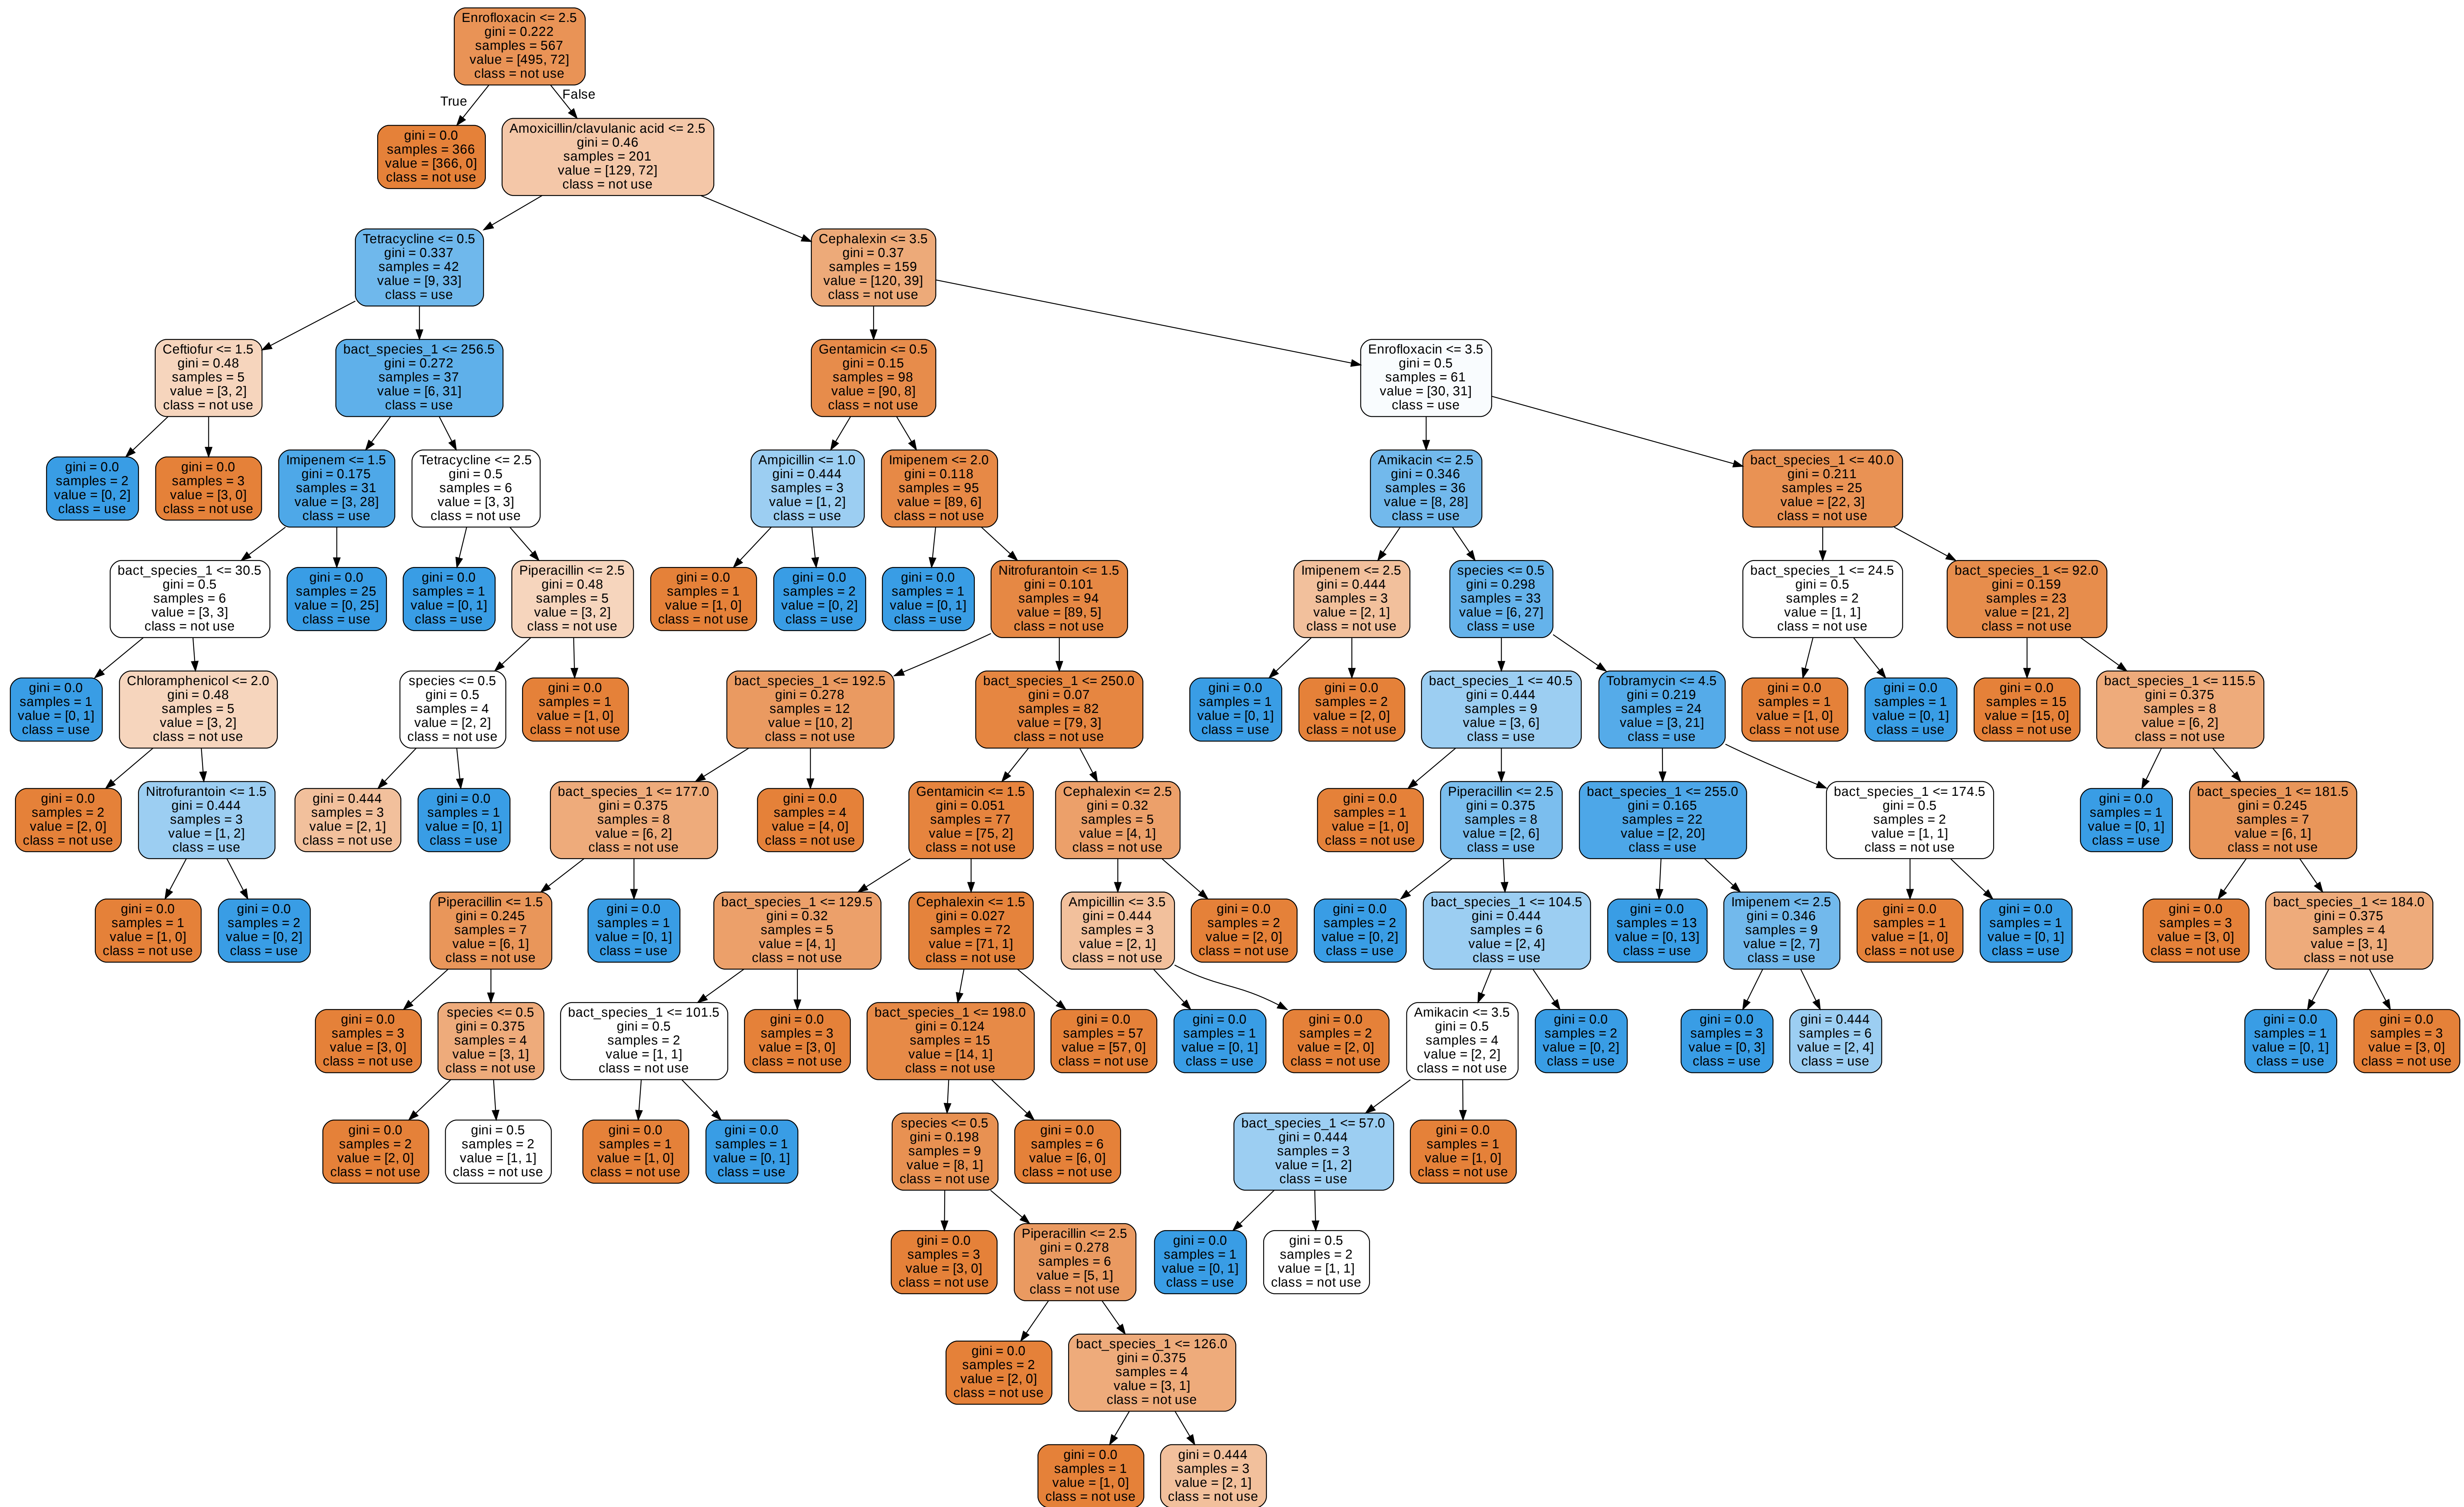 Enrofloxacin <= 2.5
gini = 0.222
samples = 567
value = [495, 72]
class = not use
True
False
gini = 0.0
samples = 366
value = [366, 0]
class = not use
Amoxicillin/clavulanic acid <= 2.5
gini = 0.46
samples = 201
value = [129, 72]
class = not use
Tetracycline <= 0.5
gini = 0.337
samples = 42
value = [9, 33]
class = use
Cephalexin <= 3.5
gini = 0.37
samples = 159
value = [120, 39]
class = not use
Ceftiofur <= 1.5
gini = 0.48
samples = 5
value = [3, 2]
class = not use
bact_species_1 <= 256.5
gini = 0.272
samples = 37
value = [6, 31]
class = use
Gentamicin <= 0.5
gini = 0.15
samples = 98
value = [90, 8]
class = not use
Enrofloxacin <= 3.5
gini = 0.5
samples = 61
value = [30, 31]
class = use
gini = 0.0
samples = 2
value = [0, 2]
class = use
gini = 0.0
samples = 3
value = [3, 0]
class = not use
Imipenem <= 1.5
gini = 0.175
samples = 31
value = [3, 28]
class = use
Tetracycline <= 2.5
gini = 0.5
samples = 6
value = [3, 3]
class = not use
Ampicillin <= 1.0
gini = 0.444
samples = 3
value = [1, 2]
class = use
Imipenem <= 2.0
gini = 0.118
samples = 95
value = [89, 6]
class = not use
Amikacin <= 2.5
gini = 0.346
samples = 36
value = [8, 28]
class = use
bact_species_1 <= 40.0
gini = 0.211
samples = 25
value = [22, 3]
class = not use
bact_species_1 <= 30.5
gini = 0.5
samples = 6
value = [3, 3]
class = not use
gini = 0.0
samples = 25
value = [0, 25]
class = use
gini = 0.0
samples = 1
value = [0, 1]
class = use
Piperacillin <= 2.5
gini = 0.48
samples = 5
value = [3, 2]
class = not use
gini = 0.0
samples = 1
value = [1, 0]
class = not use
gini = 0.0
samples = 2
value = [0, 2]
class = use
gini = 0.0
samples = 1
value = [0, 1]
class = use
Nitrofurantoin <= 1.5
gini = 0.101
samples = 94
value = [89, 5]
class = not use
Imipenem <= 2.5
gini = 0.444
samples = 3
value = [2, 1]
class = not use
species <= 0.5
gini = 0.298
samples = 33
value = [6, 27]
class = use
bact_species_1 <= 24.5
gini = 0.5
samples = 2
value = [1, 1]
class = not use
bact_species_1 <= 92.0
gini = 0.159
samples = 23
value = [21, 2]
class = not use
gini = 0.0
samples = 1
value = [0, 1]
class = use
Chloramphenicol <= 2.0
gini = 0.48
samples = 5
value = [3, 2]
class = not use
species <= 0.5
gini = 0.5
samples = 4
value = [2, 2]
class = not use
gini = 0.0
samples = 1
value = [1, 0]
class = not use
bact_species_1 <= 192.5
gini = 0.278
samples = 12
value = [10, 2]
class = not use
bact_species_1 <= 250.0
gini = 0.07
samples = 82
value = [79, 3]
class = not use
gini = 0.0
samples = 1
value = [0, 1]
class = use
gini = 0.0
samples = 2
value = [2, 0]
class = not use
bact_species_1 <= 40.5
gini = 0.444
samples = 9
value = [3, 6]
class = use
Tobramycin <= 4.5
gini = 0.219
samples = 24
value = [3, 21]
class = use
gini = 0.0
samples = 1
value = [1, 0]
class = not use
gini = 0.0
samples = 1
value = [0, 1]
class = use
gini = 0.0
samples = 15
value = [15, 0]
class = not use
bact_species_1 <= 115.5
gini = 0.375
samples = 8
value = [6, 2]
class = not use
gini = 0.0
samples = 2
value = [2, 0]
class = not use
Nitrofurantoin <= 1.5
gini = 0.444
samples = 3
value = [1, 2]
class = use
gini = 0.444
samples = 3
value = [2, 1]
class = not use
gini = 0.0
samples = 1
value = [0, 1]
class = use
bact_species_1 <= 177.0
gini = 0.375
samples = 8
value = [6, 2]
class = not use
gini = 0.0
samples = 4
value = [4, 0]
class = not use
Gentamicin <= 1.5
gini = 0.051
samples = 77
value = [75, 2]
class = not use
Cephalexin <= 2.5
gini = 0.32
samples = 5
value = [4, 1]
class = not use
gini = 0.0
samples = 1
value = [1, 0]
class = not use
Piperacillin <= 2.5
gini = 0.375
samples = 8
value = [2, 6]
class = use
bact_species_1 <= 255.0
gini = 0.165
samples = 22
value = [2, 20]
class = use
bact_species_1 <= 174.5
gini = 0.5
samples = 2
value = [1, 1]
class = not use
gini = 0.0
samples = 1
value = [0, 1]
class = use
bact_species_1 <= 181.5
gini = 0.245
samples = 7
value = [6, 1]
class = not use
gini = 0.0
samples = 1
value = [1, 0]
class = not use
gini = 0.0
samples = 2
value = [0, 2]
class = use
Piperacillin <= 1.5
gini = 0.245
samples = 7
value = [6, 1]
class = not use
gini = 0.0
samples = 1
value = [0, 1]
class = use
bact_species_1 <= 129.5
gini = 0.32
samples = 5
value = [4, 1]
class = not use
Cephalexin <= 1.5
gini = 0.027
samples = 72
value = [71, 1]
class = not use
Ampicillin <= 3.5
gini = 0.444
samples = 3
value = [2, 1]
class = not use
gini = 0.0
samples = 2
value = [2, 0]
class = not use
gini = 0.0
samples = 2
value = [0, 2]
class = use
bact_species_1 <= 104.5
gini = 0.444
samples = 6
value = [2, 4]
class = use
gini = 0.0
samples = 13
value = [0, 13]
class = use
Imipenem <= 2.5
gini = 0.346
samples = 9
value = [2, 7]
class = use
gini = 0.0
samples = 1
value = [1, 0]
class = not use
gini = 0.0
samples = 1
value = [0, 1]
class = use
gini = 0.0
samples = 3
value = [3, 0]
class = not use
bact_species_1 <= 184.0
gini = 0.375
samples = 4
value = [3, 1]
class = not use
gini = 0.0
samples = 3
value = [3, 0]
class = not use
species <= 0.5
gini = 0.375
samples = 4
value = [3, 1]
class = not use
bact_species_1 <= 101.5
gini = 0.5
samples = 2
value = [1, 1]
class = not use
gini = 0.0
samples = 3
value = [3, 0]
class = not use
bact_species_1 <= 198.0
gini = 0.124
samples = 15
value = [14, 1]
class = not use
gini = 0.0
samples = 57
value = [57, 0]
class = not use
gini = 0.0
samples = 1
value = [0, 1]
class = use
gini = 0.0
samples = 2
value = [2, 0]
class = not use
Amikacin <= 3.5
gini = 0.5
samples = 4
value = [2, 2]
class = not use
gini = 0.0
samples = 2
value = [0, 2]
class = use
gini = 0.0
samples = 3
value = [0, 3]
class = use
gini = 0.444
samples = 6
value = [2, 4]
class = use
gini = 0.0
samples = 1
value = [0, 1]
class = use
gini = 0.0
samples = 3
value = [3, 0]
class = not use
gini = 0.0
samples = 2
value = [2, 0]
class = not use
gini = 0.5
samples = 2
value = [1, 1]
class = not use
gini = 0.0
samples = 1
value = [1, 0]
class = not use
gini = 0.0
samples = 1
value = [0, 1]
class = use
species <= 0.5
gini = 0.198
samples = 9
value = [8, 1]
class = not use
gini = 0.0
samples = 6
value = [6, 0]
class = not use
bact_species_1 <= 57.0
gini = 0.444
samples = 3
value = [1, 2]
class = use
gini = 0.0
samples = 1
value = [1, 0]
class = not use
gini = 0.0
samples = 3
value = [3, 0]
class = not use
Piperacillin <= 2.5
gini = 0.278
samples = 6
value = [5, 1]
class = not use
gini = 0.0
samples = 1
value = [0, 1]
class = use
gini = 0.5
samples = 2
value = [1, 1]
class = not use
gini = 0.0
samples = 2
value = [2, 0]
class = not use
bact_species_1 <= 126.0
gini = 0.375
samples = 4
value = [3, 1]
class = not use
gini = 0.0
samples = 1
value = [1, 0]
class = not use
gini = 0.444
samples = 3
value = [2, 1]
class = not use